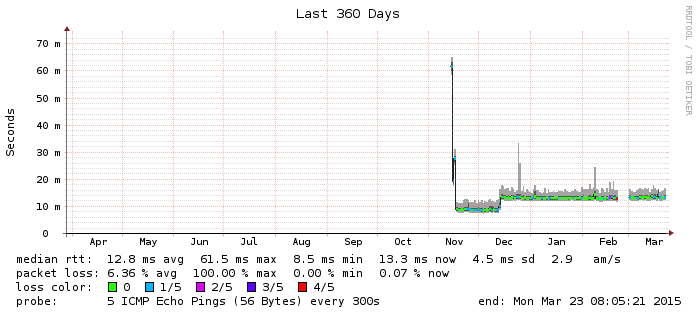 Last 360 Days
RRDTOOL / TOBI OETIKER
Seconds
70 m
60 m
50 m
40 m
30 m
20 m
10 m
0
Apr May Jun Jul Aug Sep Oct Nov Dec Jan Feb Mar
median rtt: 12.8 ms avg 61.5 ms max 8.5 ms min 13.3 ms now 4.5 ms sd 2.9 am/s
packet loss: 6.36 % avg 100.00 % max 0.00 % min 0.07 % now
loss color: 0 1/5 2/5 3/5 4/5
probe: 5 ICMP Echo Pings (56 Bytes) every 300s end: Mon Mar 23 08:05:21 2015